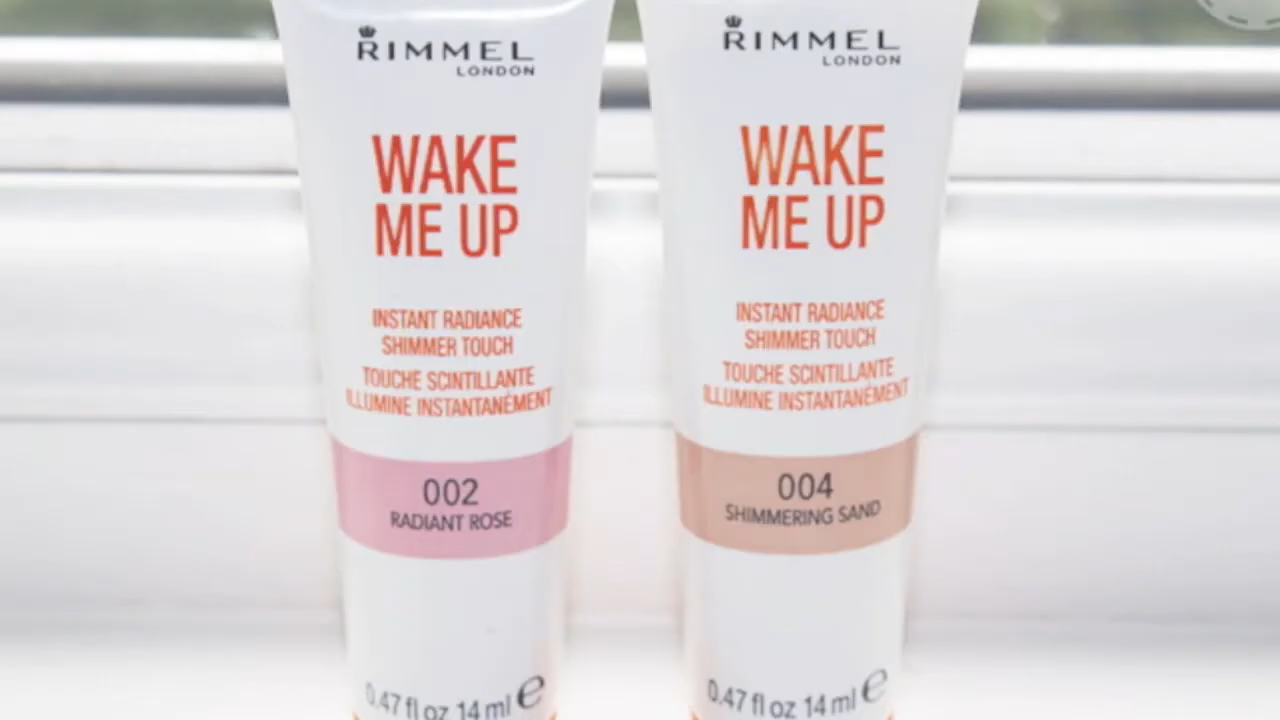 RIMMEL
LONDON
WAKE
ME UP
INSTANT RADIANCE
SHIMMER TOUCH
TOUCHE SCINTILLANTE
ILLUMINE INSTANTANÉMENT
002
RADIANT ROSE
0.47 fl oz 14 ml e
RIMMEL
LONDON
WAKE
ME UP
INSTANT RADIANCE
SHIMMER TOUCH
TOUCHE SCINTILLANTE
ILLUMINE INSTANTANÉMENT
004
SHIMMERING SAND
0.47 fl oz 14 ml e